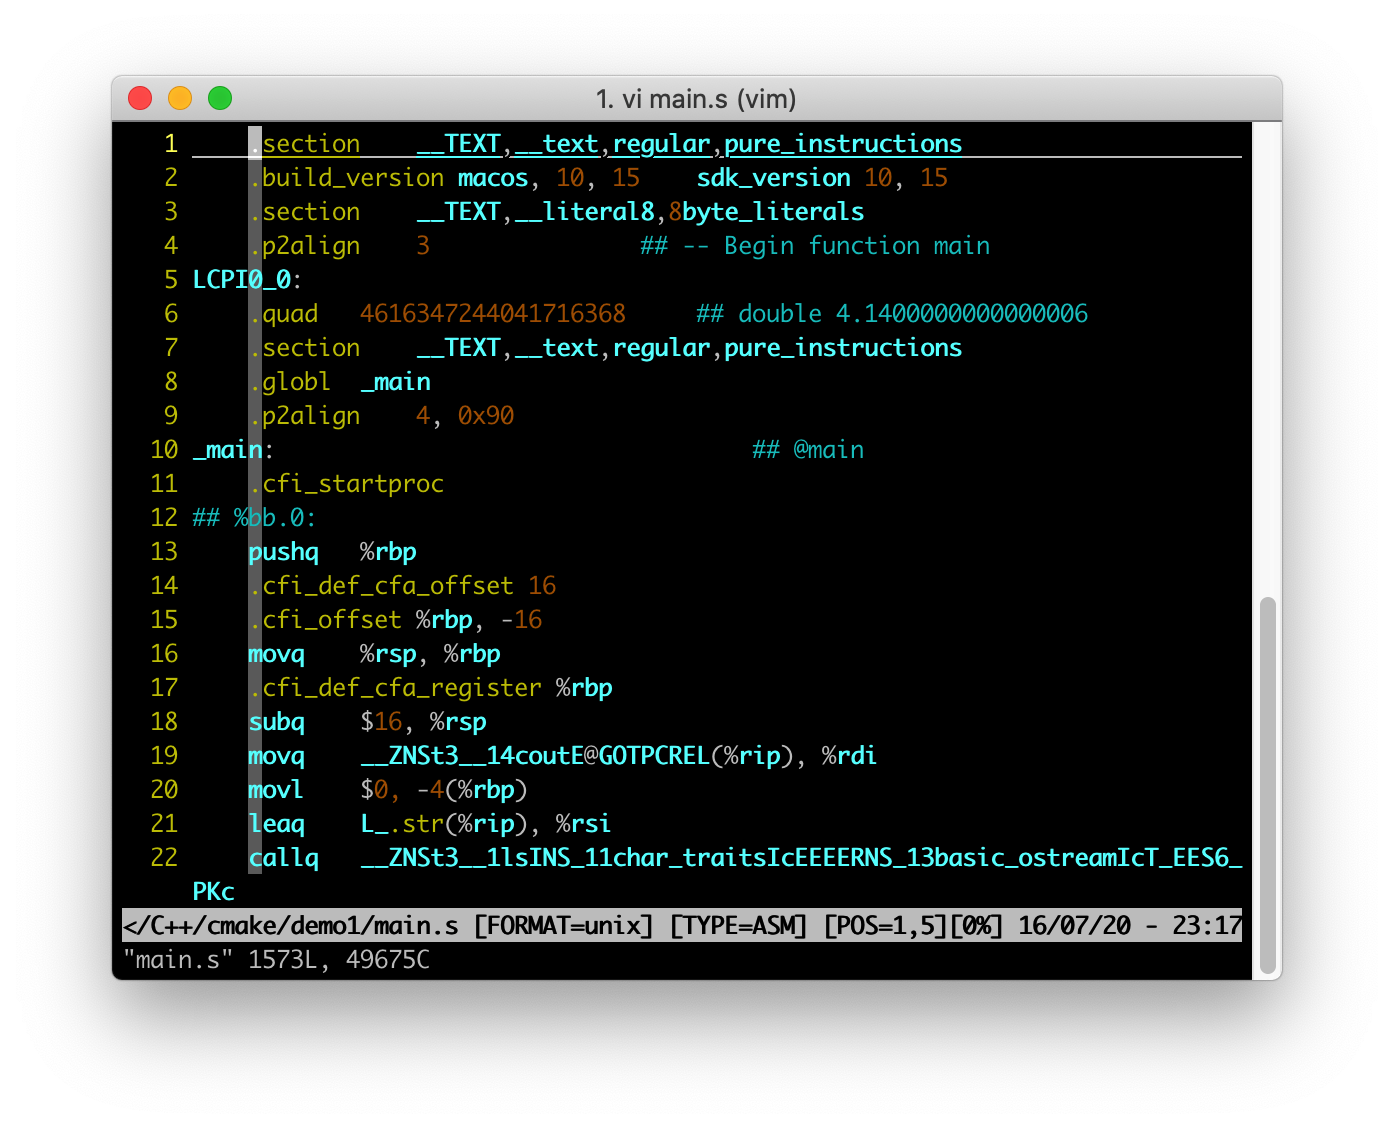 1. vi main.s (vim)
1 .section __TEXT,__text,regular,pure_instructions
2 .build_version macos, 10, 15 sdk_version 10, 15
3 .section __TEXT,__literal8,8byte_literals
4 .p2align 3 ## -- Begin function main
5 LCPI0_0:
6 .quad 4616347244041716368 ## double 4.1400000000000006
7 .section __TEXT,__text,regular,pure_instructions
8 .globl _main
9 .p2align 4, 0x90
10 _main: ## @main
11 .cfi_startproc
12 ## %bb.0:
13 pushq %rbp
14 .cfi_def_cfa_offset 16
15 .cfi_offset %rbp, -16
16 movq %rsp, %rbp
17 .cfi_def_cfa_register %rbp
18 subq $16, %rsp
19 movq __ZNSt3__14coutE@GOTPCREL(%rip), %rdi
20 movl $0, -4(%rbp)
21 leaq L_.str(%rip), %rsi
22 callq __ZNSt3__1lsINS_11char_traitsIcEEEERNS_13basic_ostreamIcT_EES6_
PKc
</C++/cmake/demo1/main.s [FORMAT=unix] [TYPE=ASM] [POS=1,5][0%] 16/07/20 - 23:17
"main.s" 1573L, 49675C